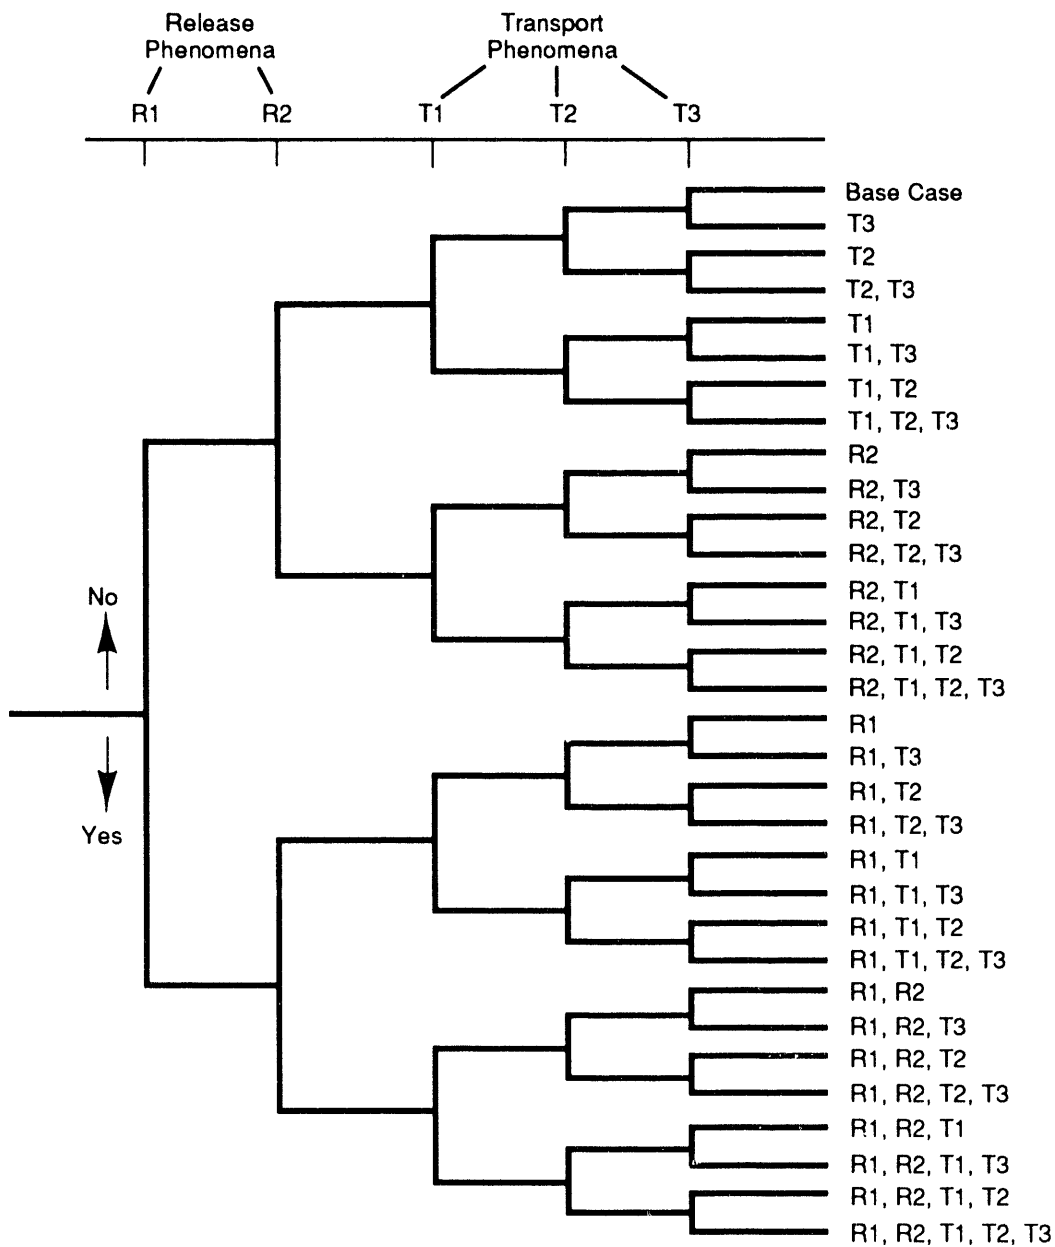 Release
Phenomena
Transport
Phenomena
R1 R2 T1 T2 T3
Base Case
T3
T2
T2, T3
T1
T1, T3
T1, T2
T1, T2, T3
R2
R2, T3
R2, T2
R2, T2, T3
No
R2, T1
R2, T1, T3
R2, T1, T2
R2, T1, T2, T3
R1
R1, T3
R1, T2
R1, T2, T3
Yes
R1, T1
R1, T1, T3
R1, T1, T2
R1, T1, T2, T3
R1, R2
R1, R2, T3
R1, R2, T2
R1, R2, T2, T3
R1, R2, T1
R1, R2, T1, T3
R1, R2, T1, T2
R1, R2, T1, T2, T3